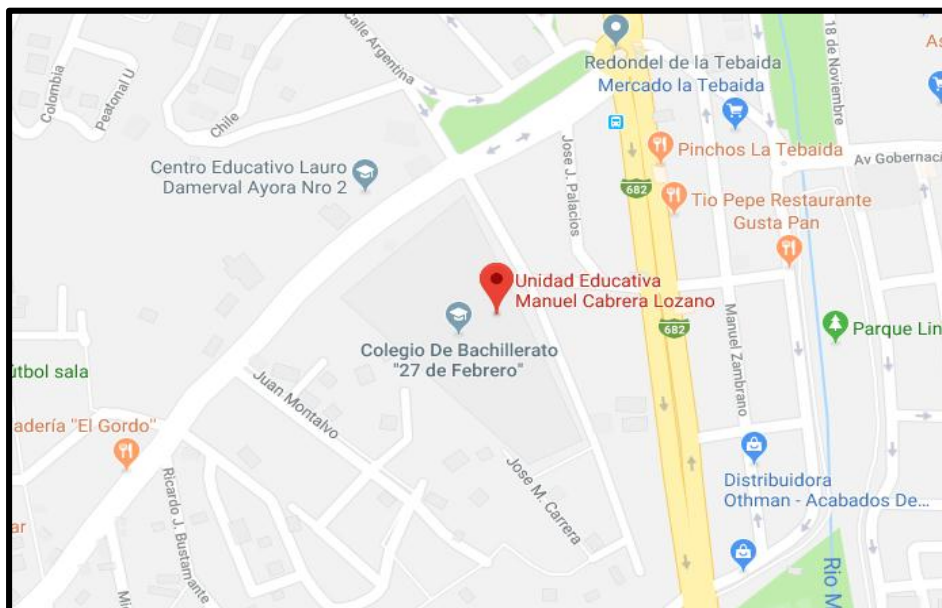 Colombia
Peatonal U
Chile
Calle Argentina
Redondel de la Tebaida
Mercado la Tebaida
18 de Noviembre
As
Centro Educativo Lauro
Damerval Ayora Nro 2
Jose J. Palacios
Pinchos La Tebaida
Av Gobernaci
682
Tio Pepe Restaurante
Gusta Pan
Unidad Educativa
Manuel Cabrera Lozano
682
Manuel Zambrano
Parque Lin
Colegio De Bachillerato
"27 de Febrero"
útbol sala
Juan Montalvo
adería "El Gordo"
Ricardo J. Bustamante
Jose M. Carrera
Distribuidora
Othman - Acabados De...
ar
Mig
Rio M